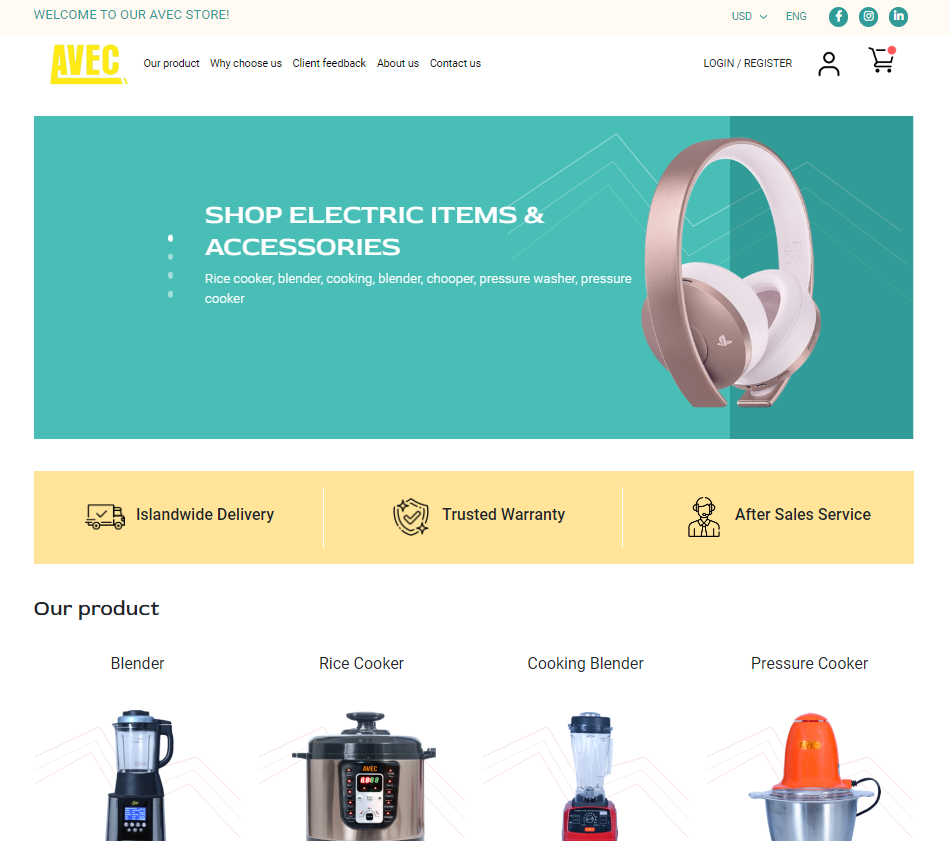 WELCOME TO OUR AVEC STORE!
USD
ENG
AVEC
Our product
Why choose us
Client feedback
About us
Contact us
LOGIN / REGISTER
SHOP ELECTRIC ITEMS &
ACCESSORIES
Rice cooker, blender, cooking, blender, chooper, pressure washer, pressure
cooker
Islandwide Delivery
Trusted Warranty
After Sales Service
Our product
Blender
Rice Cooker
Cooking Blender
Pressure Cooker
AVEC